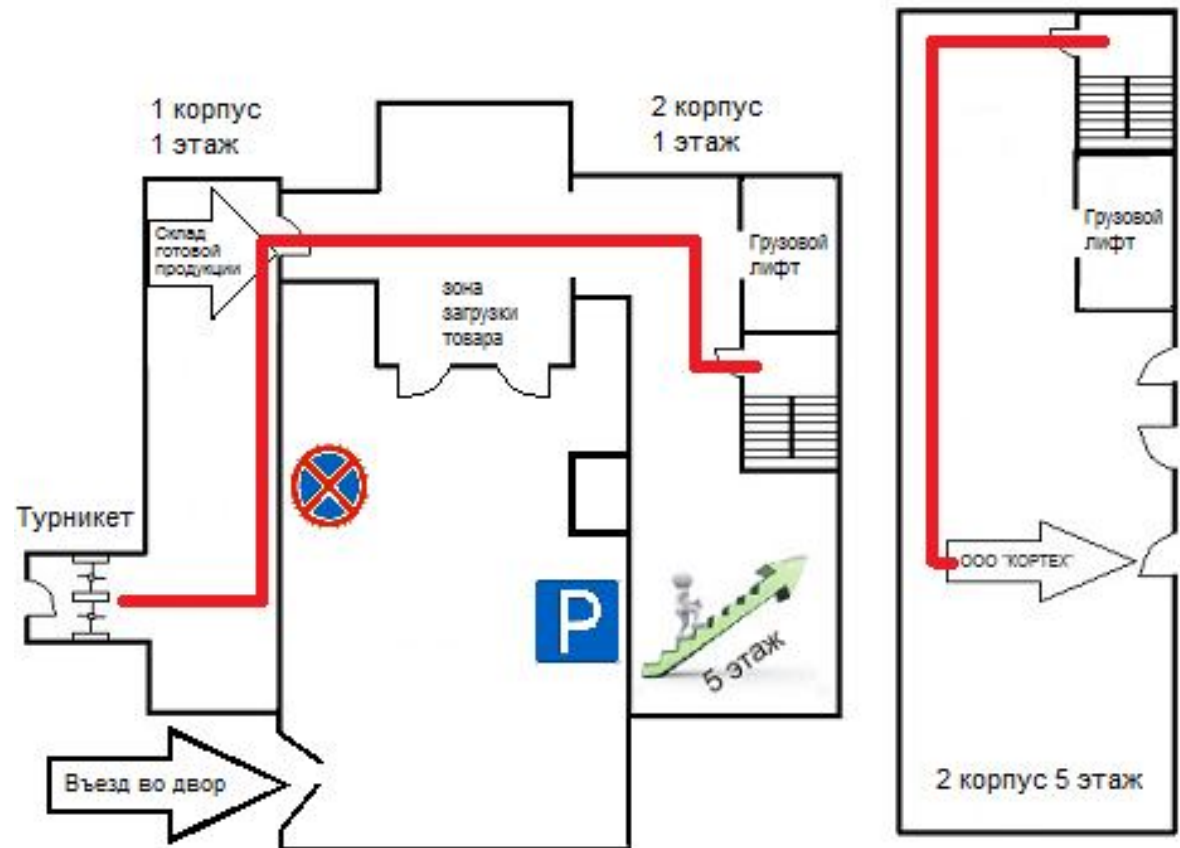 1 корпус
1 этаж
2 корпус
1 этаж
Склад
готовой
продукции
Грузовой
лифт
Грузовой
лифт
зона
загрузки
товара
Турникет
ООО "КОРТЕХ"
P
5 этаж
Въезд во двор
2 корпус 5 этаж